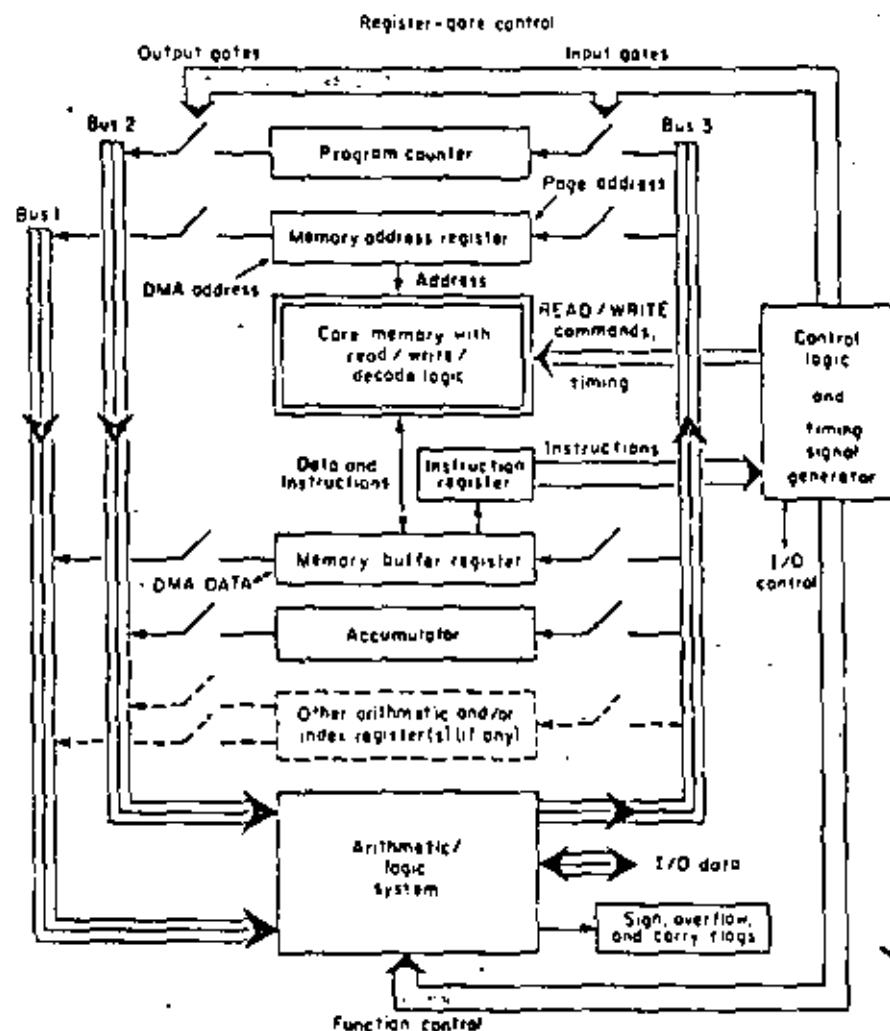 Register-gate control
Output gates
Input gates
Bus 2
Bus 3
Program counter
Page address
Bus 1
Memory address register
DMA address
Address
READ / WRITE
commands,
timing
Core memory with
read / write /
decode logic
Control
logic
and
timing
signal
generator
Data and
Instructions
Instruction
register
Instructions
I/O
control
Memory buffer register
DMA DATA
Accumulator
Other arithmetic and/or
index register(s) (if any)
Arithmetic/
logic
system
I/O data
Sign, overflow,
and carry flags
Function control